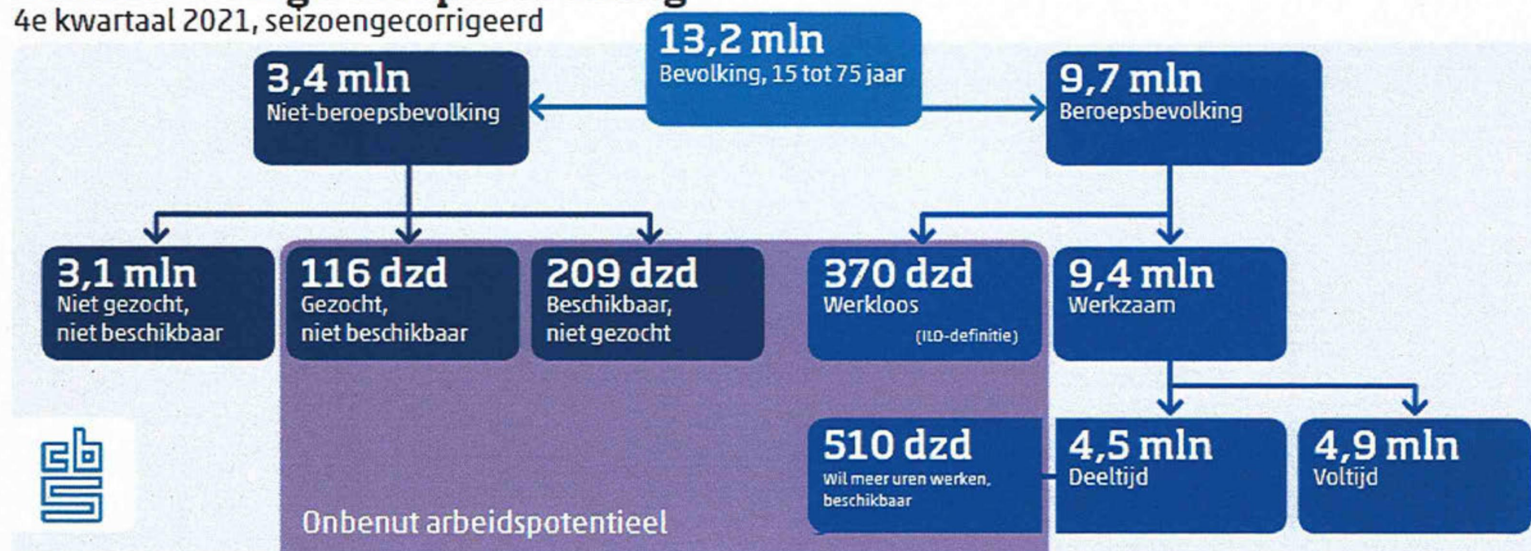 4e kwartaal 2021, seizoengecorrigeerd
13,2 mln
Bevolking, 15 tot 75 jaar
3,4 mln
Niet-beroepsbevolking
9,7 mln
Beroepsbevolking
3,1 mln
Niet gezocht,
niet beschikbaar
116 dzd
Gezocht,
niet beschikbaar
209 dzd
Beschikbaar,
niet gezocht
370 dzd
Werkloos
(ILO-definitie)
9,4 mln
Werkzaam
510 dzd
Wil meer uren werken,
beschikbaar
4,5 mln
Deeltijd
4,9 mln
Voltijd
cbs
Onbenut arbeidspotentieel